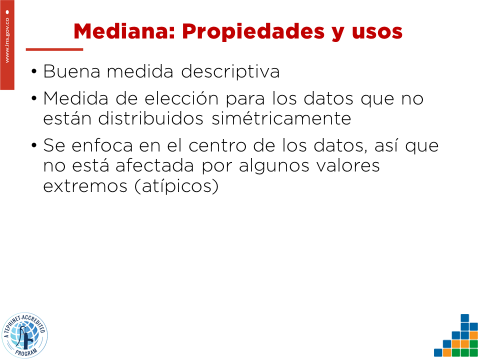 www.ins.gov.co
Mediana: Propiedades y usos
• Buena medida descriptiva
• Medida de elección para los datos que no
están distribuidos simétricamente
• Se enfoca en el centro de los datos, así que
no está afectada por algunos valores
extremos (atípicos)
A TEPHINET ACCREDITED
PROGRAM